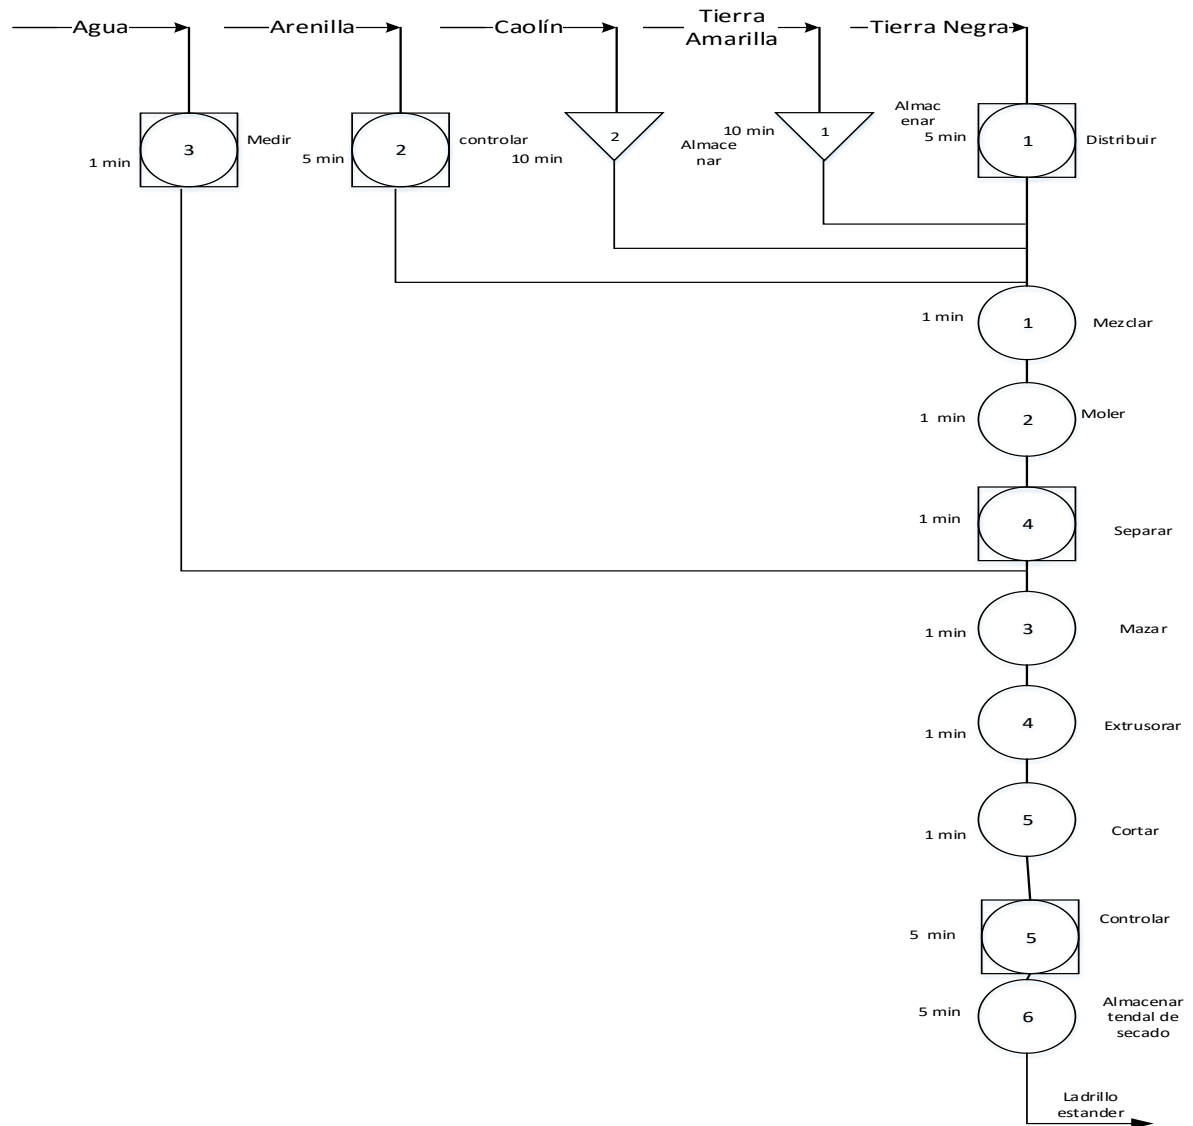 Agua
Arenilla
Caolín
Tierra
Amarilla
Tierra Negra
3
Medir
1 min
2
controlar
5 min
2
10 min
Almace
nar
1
10 min
Almac
enar
5 min
1
Distribuir
1 min
1
Mezclar
1 min
2
Moler
1 min
4
Separar
1 min
3
Mazar
1 min
4
Extrusorar
1 min
5
Cortar
5 min
5
Controlar
5 min
6
Almacenar
tendal de
secado
Ladrillo
estander